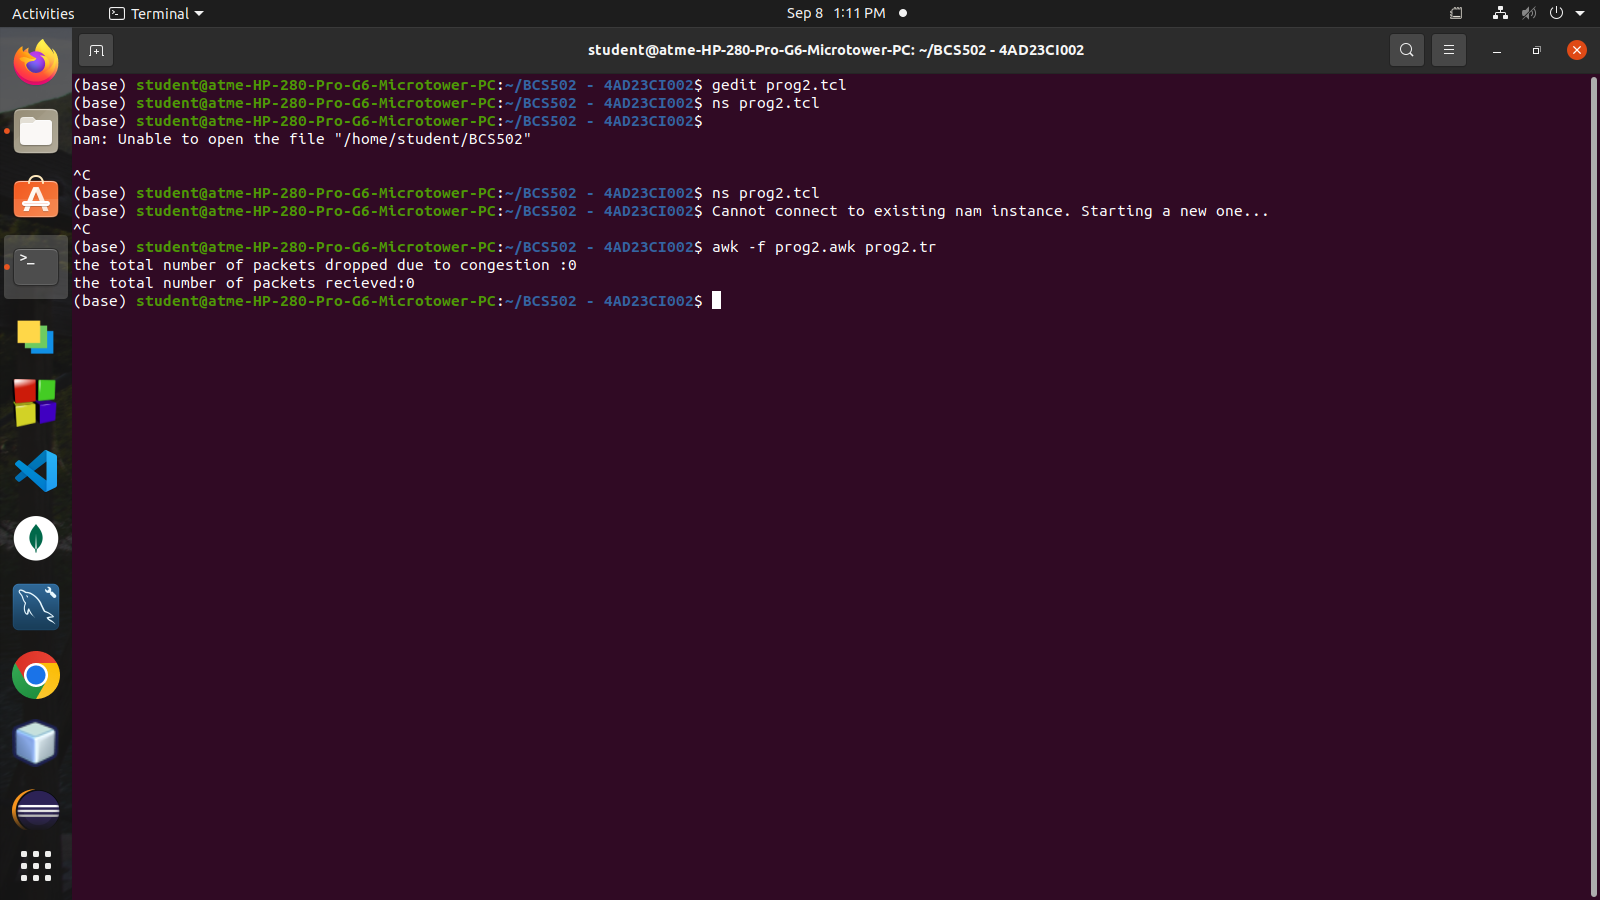 Activities Terminal Sep 8 1:11 PM
student@atme-HP-280-Pro-G6-Microtower-PC: ~/BCS502 - 4AD23CI002
(base) student@atme-HP-280-Pro-G6-Microtower-PC:~/BCS502 - 4AD23CI002$ gedit prog2.tcl
(base) student@atme-HP-280-Pro-G6-Microtower-PC:~/BCS502 - 4AD23CI002$ ns prog2.tcl
(base) student@atme-HP-280-Pro-G6-Microtower-PC:~/BCS502 - 4AD23CI002$
nam: Unable to open the file "/home/student/BCS502"
^C
(base) student@atme-HP-280-Pro-G6-Microtower-PC:~/BCS502 - 4AD23CI002$ ns prog2.tcl
(base) student@atme-HP-280-Pro-G6-Microtower-PC:~/BCS502 - 4AD23CI002$ Cannot connect to existing nam instance. Starting a new one...
^C
(base) student@atme-HP-280-Pro-G6-Microtower-PC:~/BCS502 - 4AD23CI002$ awk -f prog2.awk prog2.tr
the total number of packets dropped due to congestion :0
the total number of packets recieved:0
(base) student@atme-HP-280-Pro-G6-Microtower-PC:~/BCS502 - 4AD23CI002$